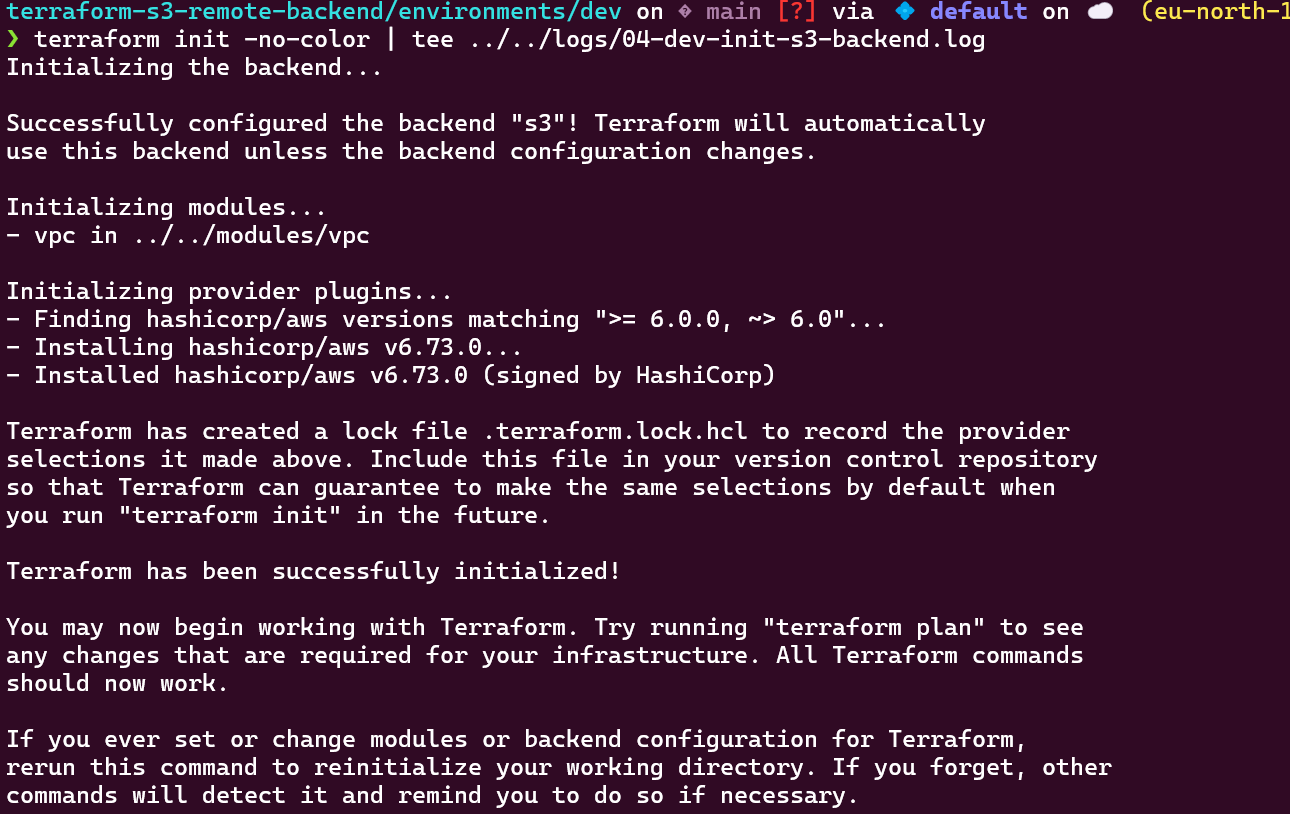 terraform-s3-remote-backend/environments/dev on � main [?] via 💠 default on ☁️ (eu-north-1
❯ terraform init -no-color | tee ../../logs/04-dev-init-s3-backend.log
Initializing the backend...
Successfully configured the backend "s3"! Terraform will automatically
use this backend unless the backend configuration changes.
Initializing modules...
- vpc in ../../modules/vpc
Initializing provider plugins...
- Finding hashicorp/aws versions matching ">= 6.0.0, ~> 6.0"...
- Installing hashicorp/aws v6.73.0...
- Installed hashicorp/aws v6.73.0 (signed by HashiCorp)
Terraform has created a lock file .terraform.lock.hcl to record the provider
selections it made above. Include this file in your version control repository
so that Terraform can guarantee to make the same selections by default when
you run "terraform init" in the future.
Terraform has been successfully initialized!
You may now begin working with Terraform. Try running "terraform plan" to see
any changes that are required for your infrastructure. All Terraform commands
should now work.
If you ever set or change modules or backend configuration for Terraform,
rerun this command to reinitialize your working directory. If you forget, other
commands will detect it and remind you to do so if necessary.